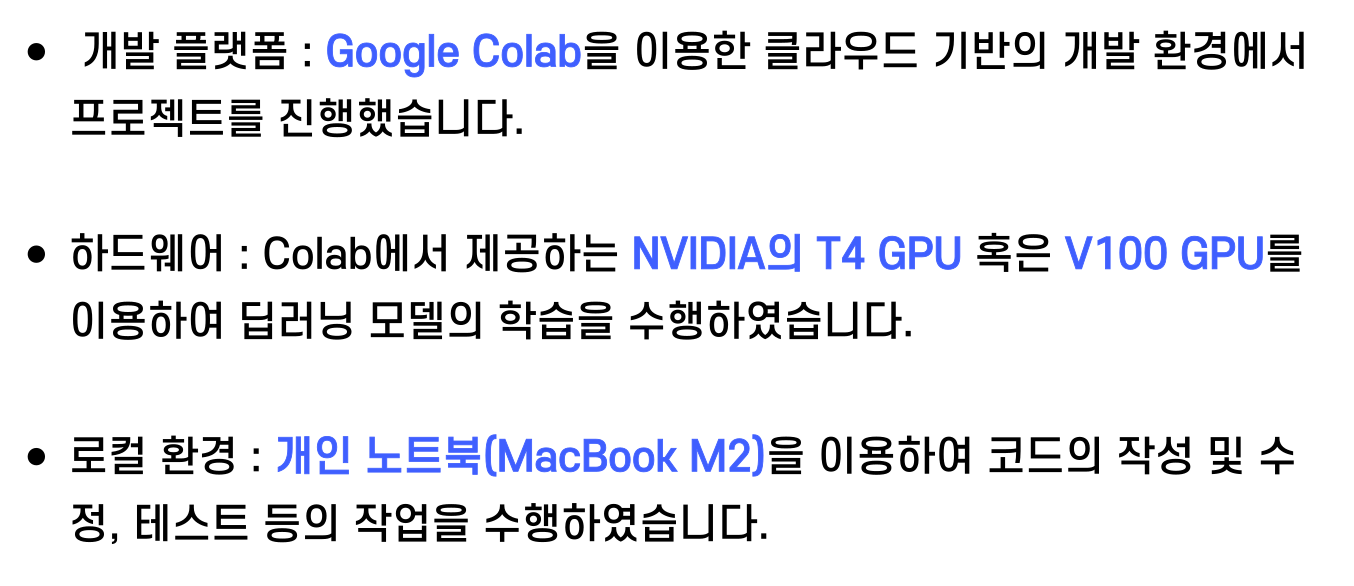 • 개발 플랫폼 : Google Colab을 이용한 클라우드 기반의 개발 환경에서
프로젝트를 진행했습니다.
• 하드웨어 : Colab에서 제공하는 NVIDIA의 T4 GPU 혹은 V100 GPU를
이용하여 딥러닝 모델의 학습을 수행하였습니다.
• 로컬 환경 : 개인 노트북(MacBook M2)을 이용하여 코드의 작성 및 수
정, 테스트 등의 작업을 수행하였습니다.